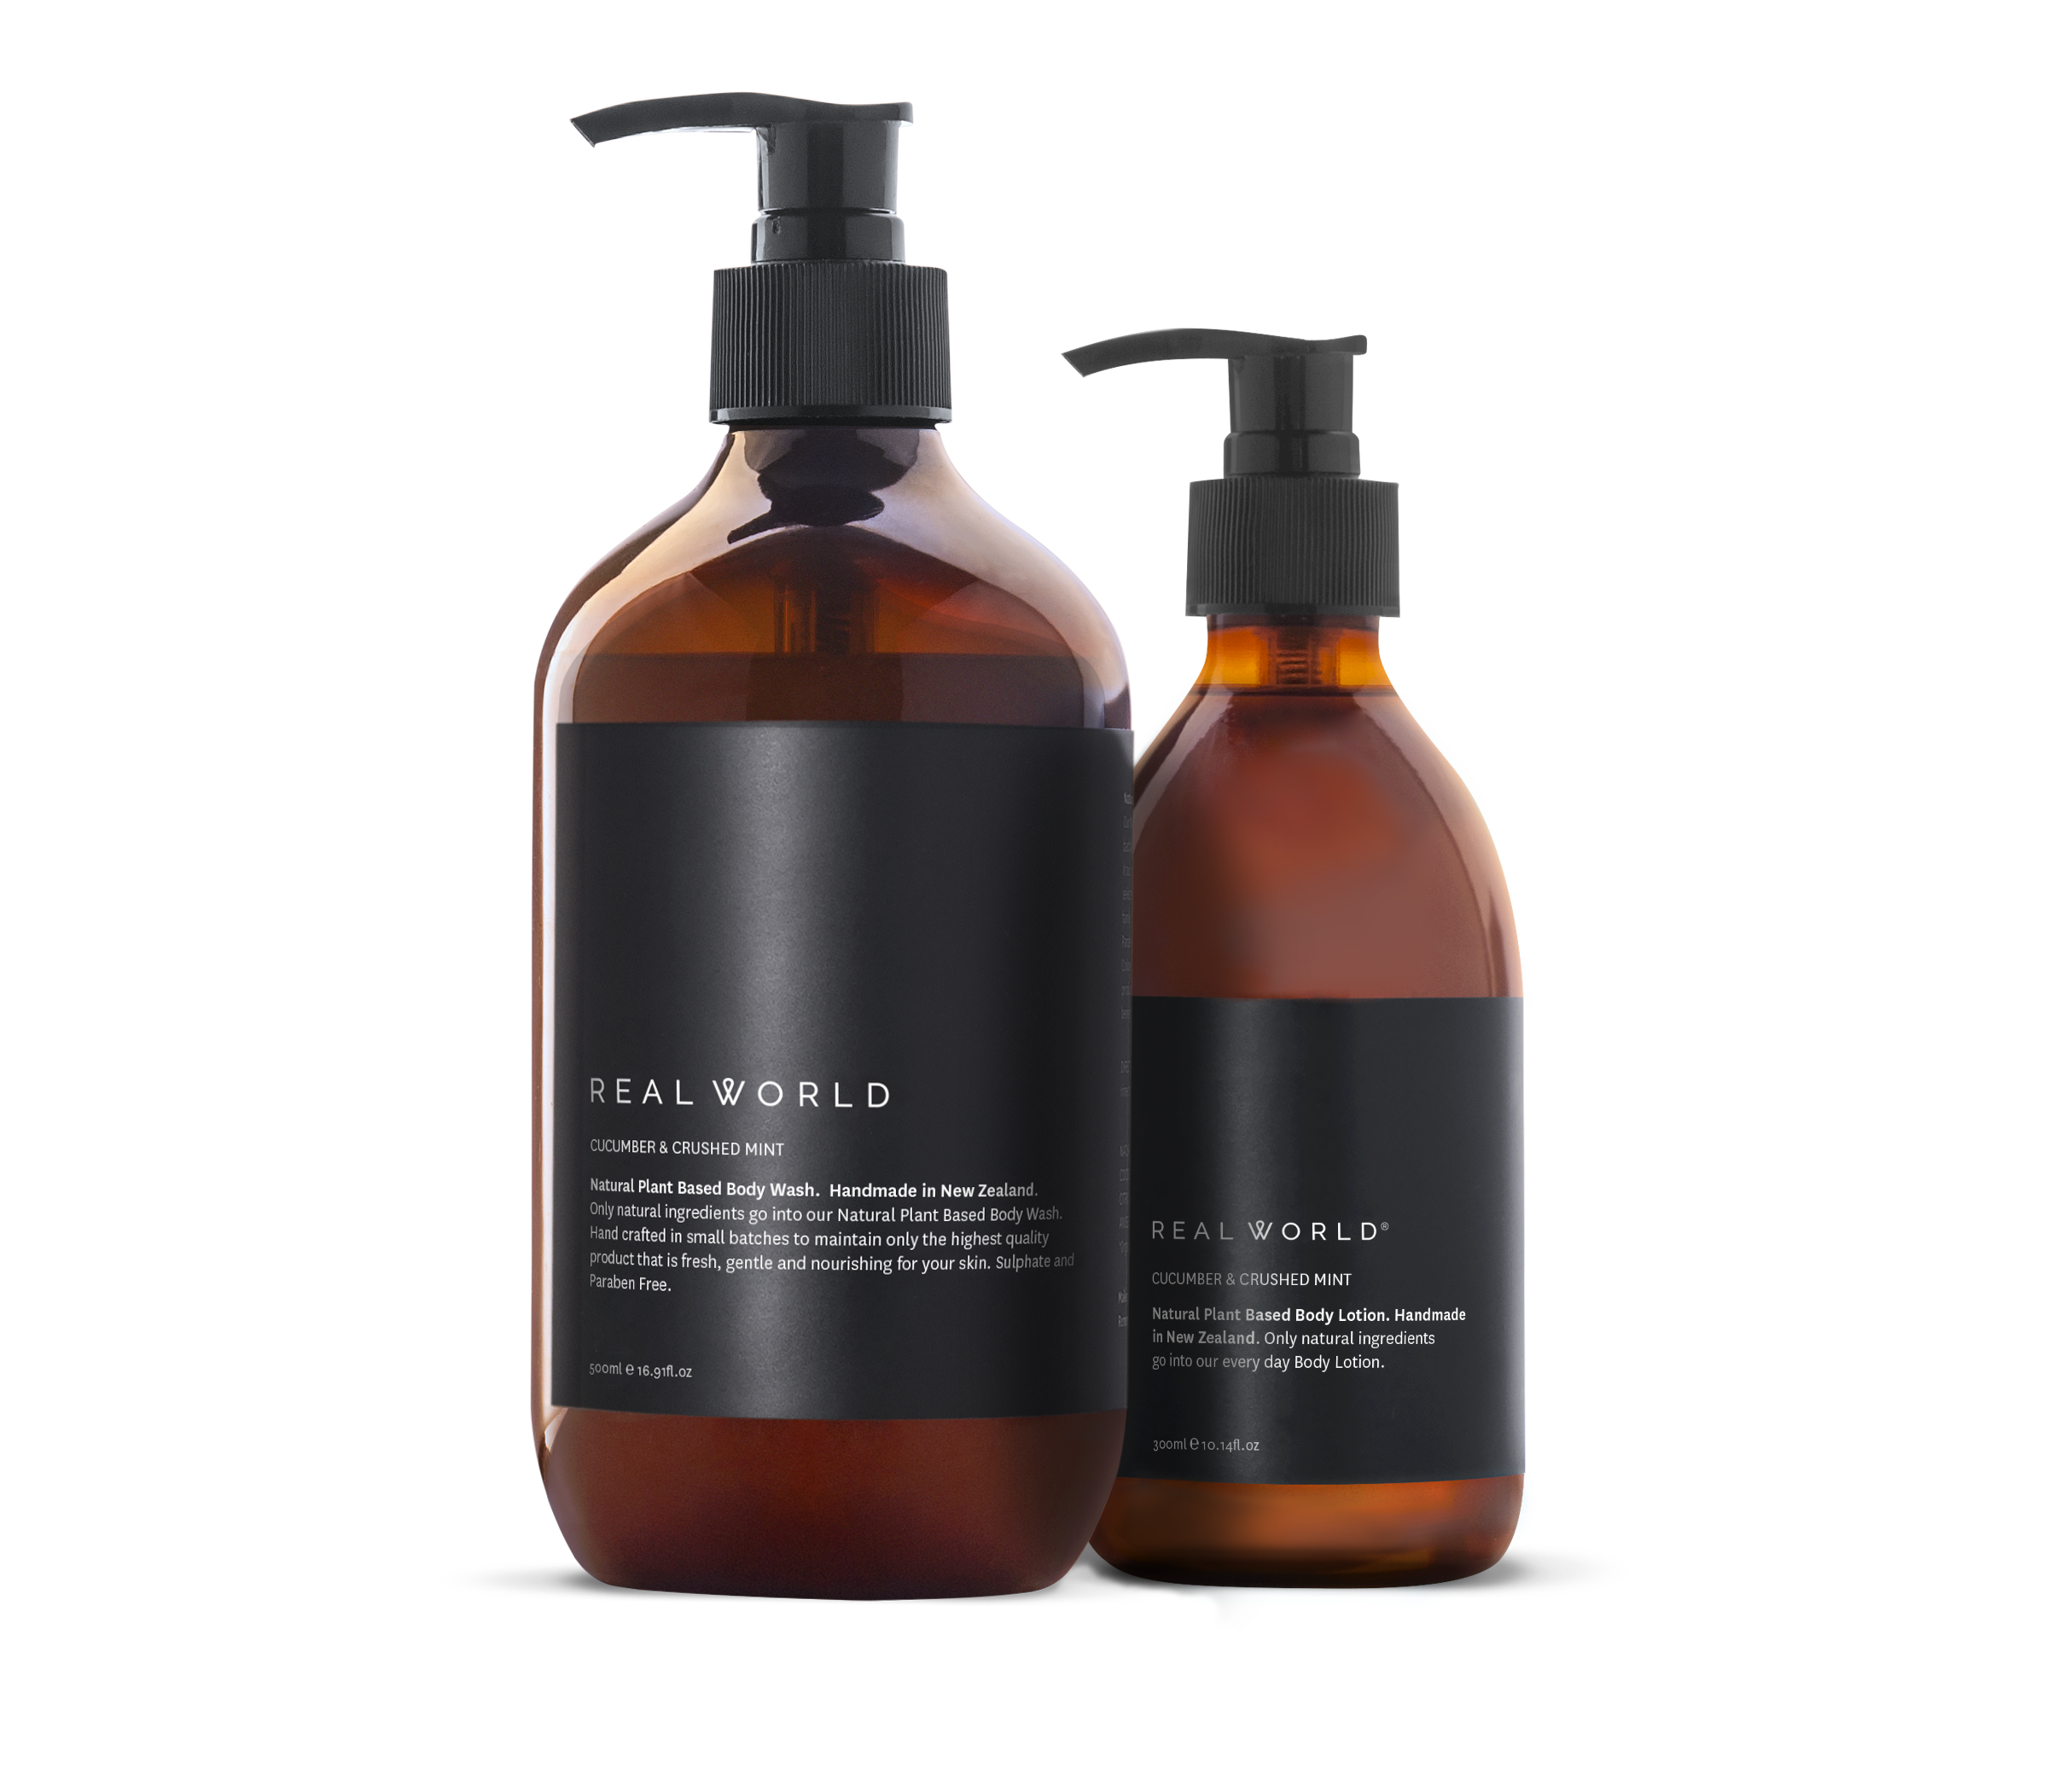 REAL WORLD
CUCUMBER & CRUSHED MINT
Natural Plant Based Body Wash. Handmade in New Zealand.
Only natural ingredients go into our Natural Plant Based Body Wash.
Hand crafted in small batches to maintain only the highest quality
product that is fresh, gentle and nourishing for your skin. Sulphate and
Paraben Free.
500ml ℮ 16.91fl.oz
REAL WORLD®
CUCUMBER & CRUSHED MINT
Natural Plant Based Body Lotion. Handmade
in New Zealand. Only natural ingredients
go into our every day Body Lotion.
300ml ℮ 10.14fl.oz